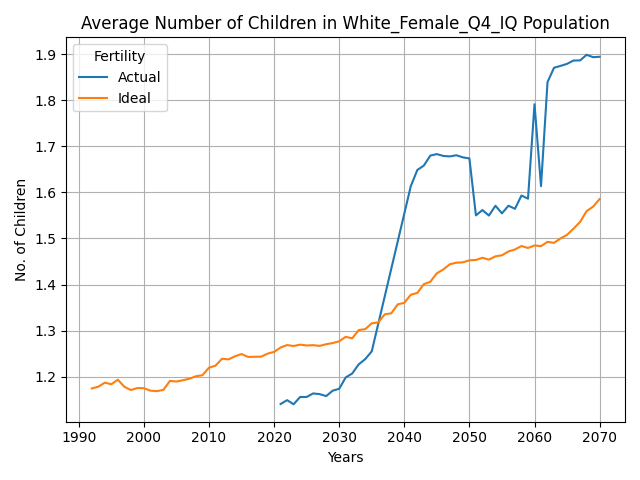 Average Number of Children in White_Female_Q4_IQ Population
Fertility
Actual
Ideal
1.9
1.8
1.7
1.6
1.5
1.4
1.3
1.2
No. of Children
1990 2000 2010 2020 2030 2040 2050 2060 2070
Years